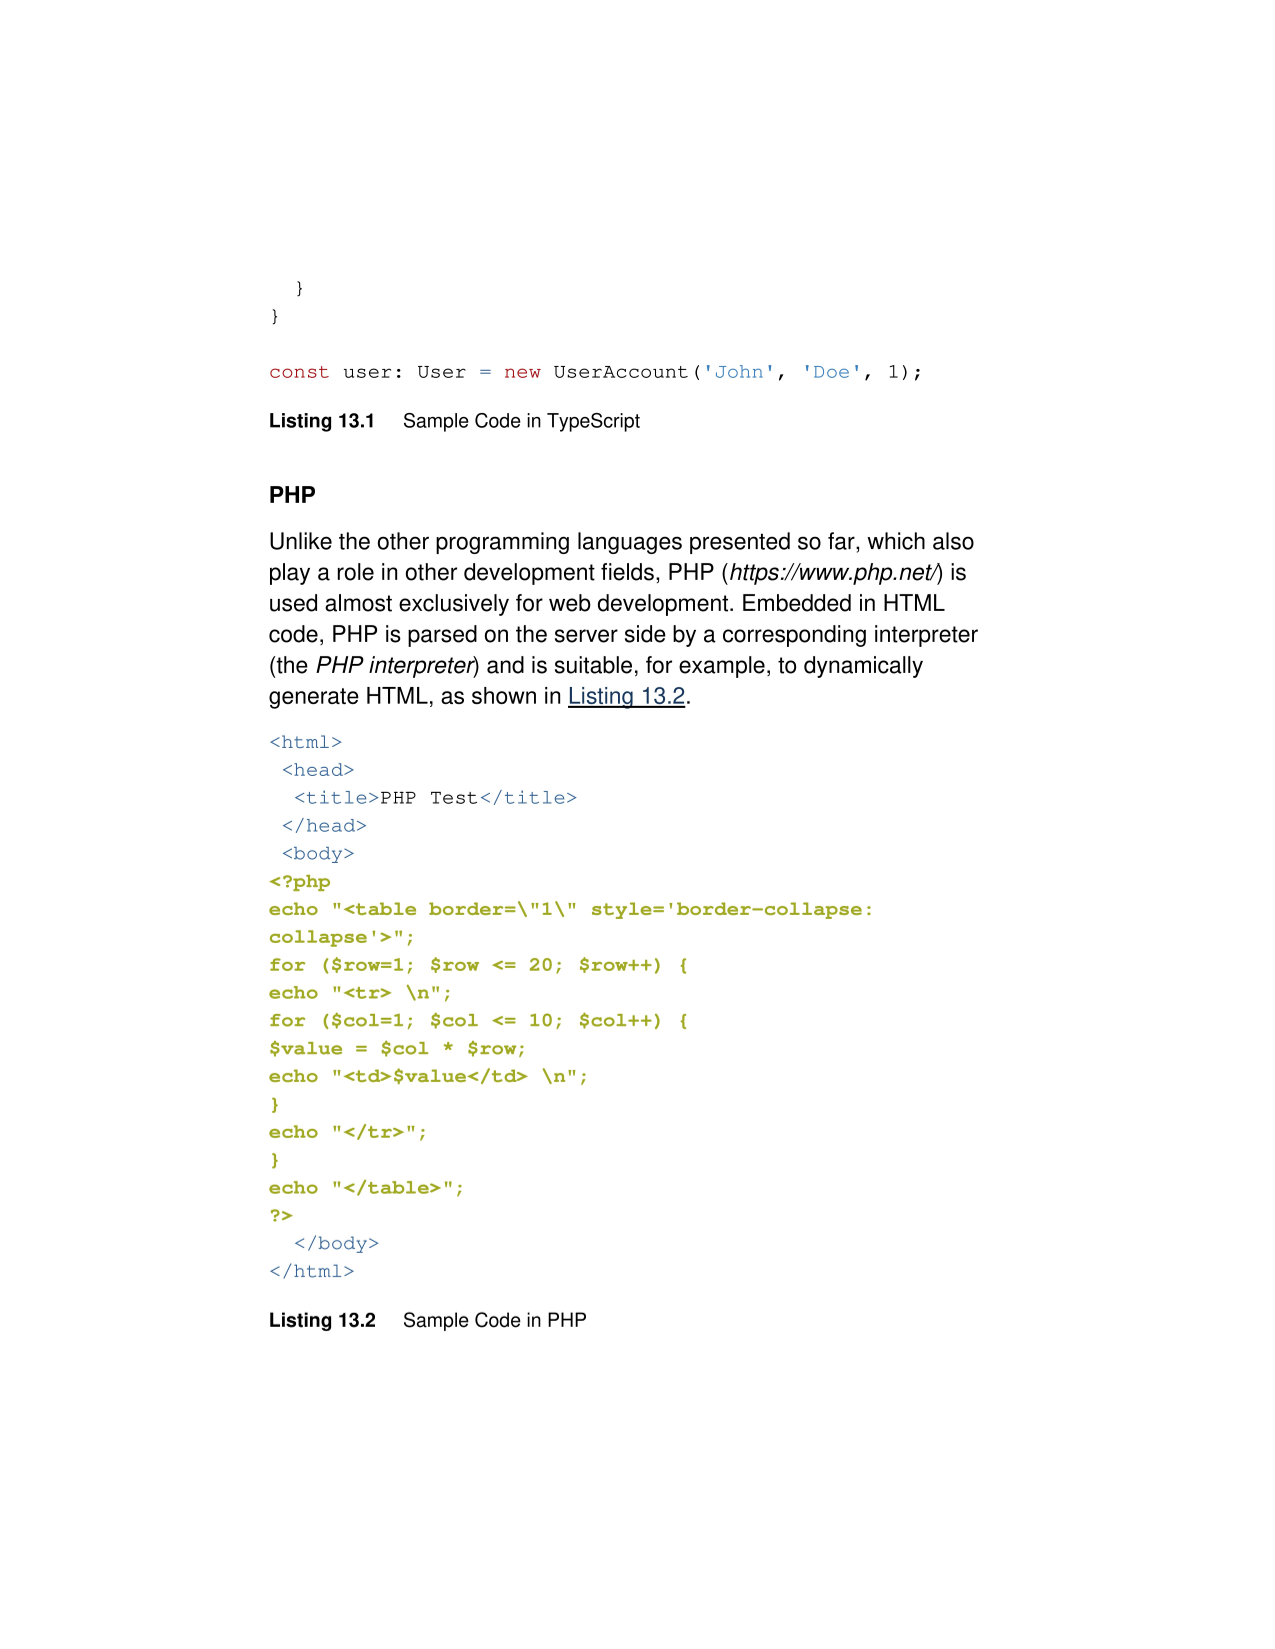 }
}
const user: User = new UserAccount('John', 'Doe', 1);
Listing 13.1 Sample Code in TypeScript
PHP
Unlike the other programming languages presented so far, which also
play a role in other development fields, PHP (https://www.php.net/) is
used almost exclusively for web development. Embedded in HTML
code, PHP is parsed on the server side by a corresponding interpreter
(the PHP interpreter) and is suitable, for example, to dynamically
generate HTML, as shown in Listing 13.2.
<html>
 <head>
  <title>PHP Test</title>
 </head>
 <body>
<?php
echo "<table border=\"1\" style='border-collapse:
collapse'>";
for ($row=1; $row <= 20; $row++) {
echo "<tr> \n";
for ($col=1; $col <= 10; $col++) {
$value = $col * $row;
echo "<td>$value</td> \n";
}
echo "</tr>";
}
echo "</table>";
?>
  </body>
</html>
Listing 13.2 Sample Code in PHP